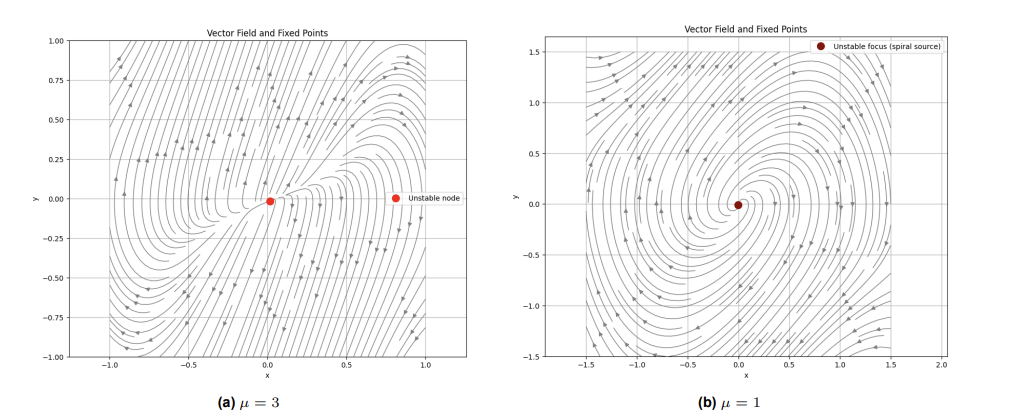 Vector Field and Fixed Points
1.00
0.75
0.50
0.25
0.00
−0.25
−0.50
−0.75
−1.00
y
Unstable node
−1.0 −0.5 0.0 0.5 1.0
x
(a) μ = 3
Vector Field and Fixed Points
Unstable focus (spiral source)
1.5
1.0
0.5
0.0
−0.5
−1.0
−1.5
y
−1.5 −1.0 −0.5 0.0 0.5 1.0 1.5 2.0
x
(b) μ = 1